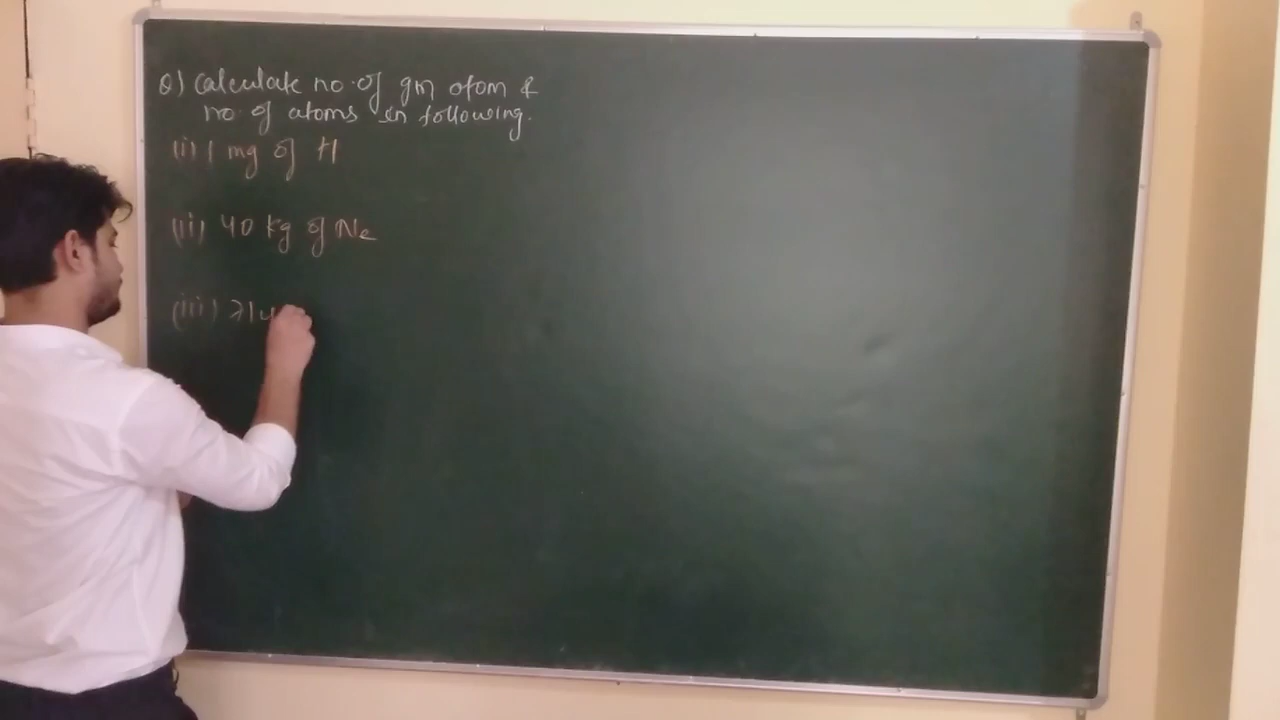 Q) Calculate no. of gm atom &
no. of atoms in following.
(i) 1 mg of H
(ii) 40 kg of Ne
(iii) 71